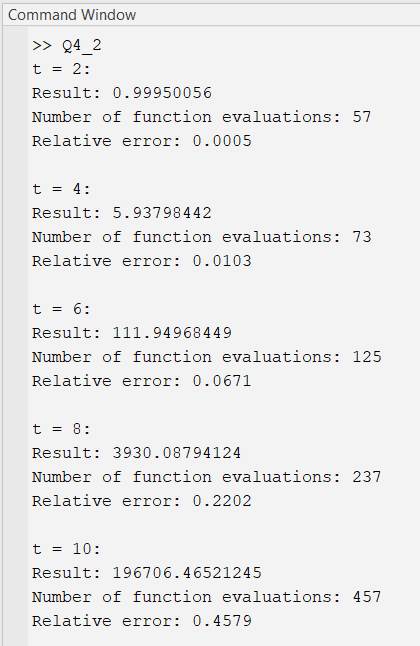 Command Window
>> Q4_2
t = 2:
Result: 0.99950056
Number of function evaluations: 57
Relative error: 0.0005
t = 4:
Result: 5.93798442
Number of function evaluations: 73
Relative error: 0.0103
t = 6:
Result: 111.94968449
Number of function evaluations: 125
Relative error: 0.0671
t = 8:
Result: 3930.08794124
Number of function evaluations: 237
Relative error: 0.2202
t = 10:
Result: 196706.46521245
Number of function evaluations: 457
Relative error: 0.4579